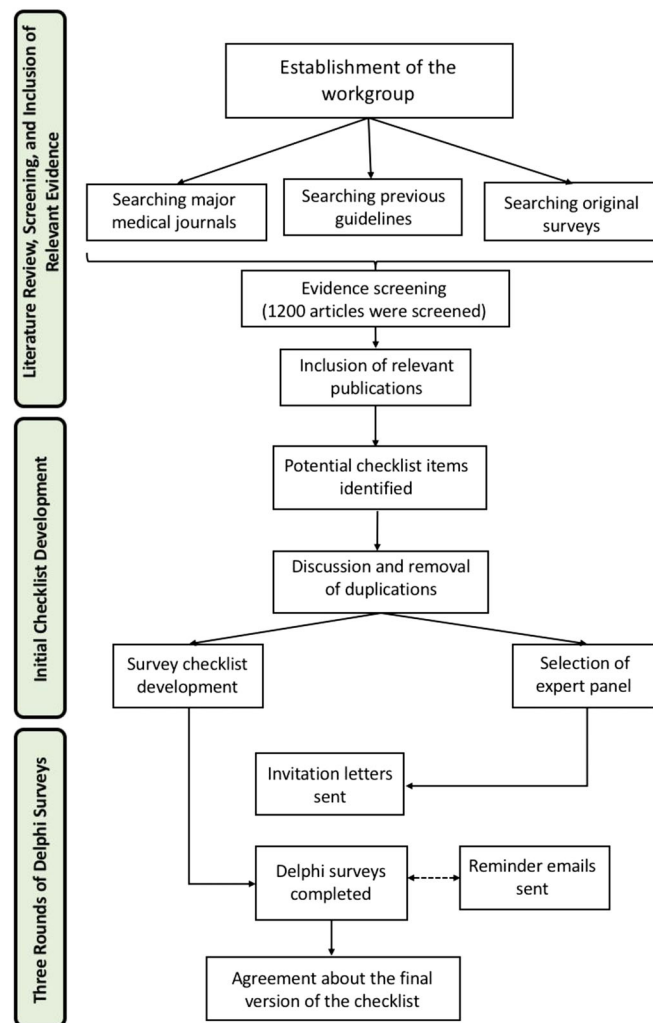 Literature Review, Screening, and Inclusion of
Relevant Evidence
Establishment of the
workgroup
Searching major
medical journals
Searching previous
guidelines
Searching original
surveys
Evidence screening
(1200 articles were screened)
Inclusion of relevant
publications
Initial Checklist Development
Potential checklist items
identified
Discussion and removal
of duplications
Survey checklist
development
Selection of
expert panel
Three Rounds of Delphi Surveys
Invitation letters
sent
Delphi surveys
completed
Reminder emails
sent
Agreement about the final
version of the checklist